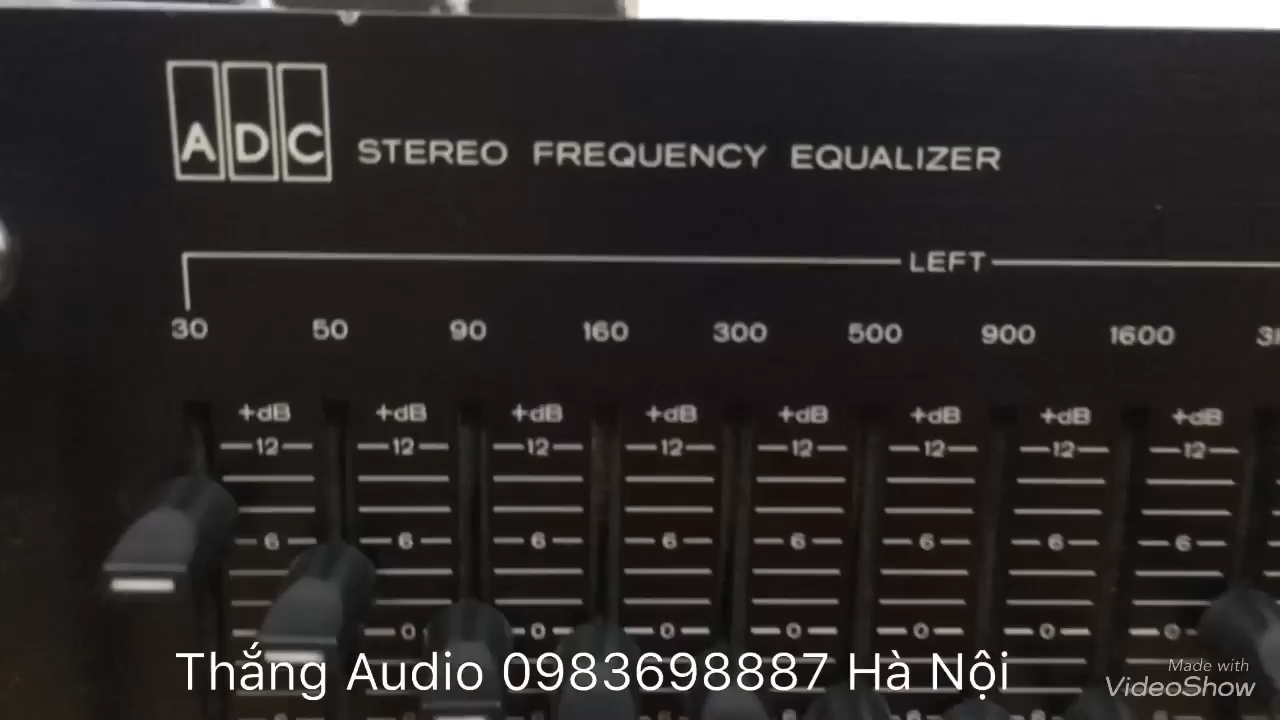 ADC STEREO FREQUENCY EQUALIZER
LEFT
30 50 90 160 300 500 900 1600
+dB +dB +dB +dB +dB +dB +dB +dB
12 12 12 12 12 12 12 12
6 6 6 6 6 6 6 6
0 0 0 0 0 0 0
Thắng Audio 0983698887 Hà Nội
Made with
VideoShow